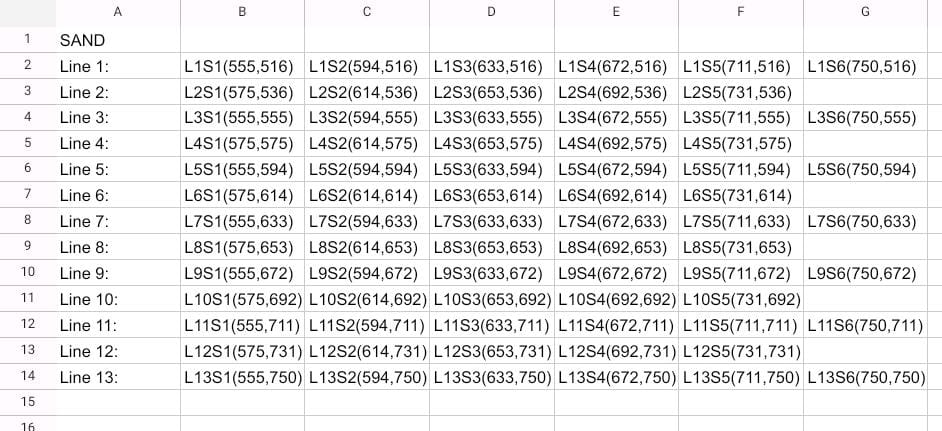 A B C D E F G
1 SAND
2 Line 1: L1S1(555,516) L1S2(594,516) L1S3(633,516) L1S4(672,516) L1S5(711,516) L1S6(750,516)
3 Line 2: L2S1(575,536) L2S2(614,536) L2S3(653,536) L2S4(692,536) L2S5(731,536)
4 Line 3: L3S1(555,555) L3S2(594,555) L3S3(633,555) L3S4(672,555) L3S5(711,555) L3S6(750,555)
5 Line 4: L4S1(575,575) L4S2(614,575) L4S3(653,575) L4S4(692,575) L4S5(731,575)
6 Line 5: L5S1(555,594) L5S2(594,594) L5S3(633,594) L5S4(672,594) L5S5(711,594) L5S6(750,594)
7 Line 6: L6S1(575,614) L6S2(614,614) L6S3(653,614) L6S4(692,614) L6S5(731,614)
8 Line 7: L7S1(555,633) L7S2(594,633) L7S3(633,633) L7S4(672,633) L7S5(711,633) L7S6(750,633)
9 Line 8: L8S1(575,653) L8S2(614,653) L8S3(653,653) L8S4(692,653) L8S5(731,653)
10 Line 9: L9S1(555,672) L9S2(594,672) L9S3(633,672) L9S4(672,672) L9S5(711,672) L9S6(750,672)
11 Line 10: L10S1(575,692) L10S2(614,692) L10S3(653,692) L10S4(692,692) L10S5(731,692)
12 Line 11: L11S1(555,711) L11S2(594,711) L11S3(633,711) L11S4(672,711) L11S5(711,711) L11S6(750,711)
13 Line 12: L12S1(575,731) L12S2(614,731) L12S3(653,731) L12S4(692,731) L12S5(731,731)
14 Line 13: L13S1(555,750) L13S2(594,750) L13S3(633,750) L13S4(672,750) L13S5(711,750) L13S6(750,750)
15
16